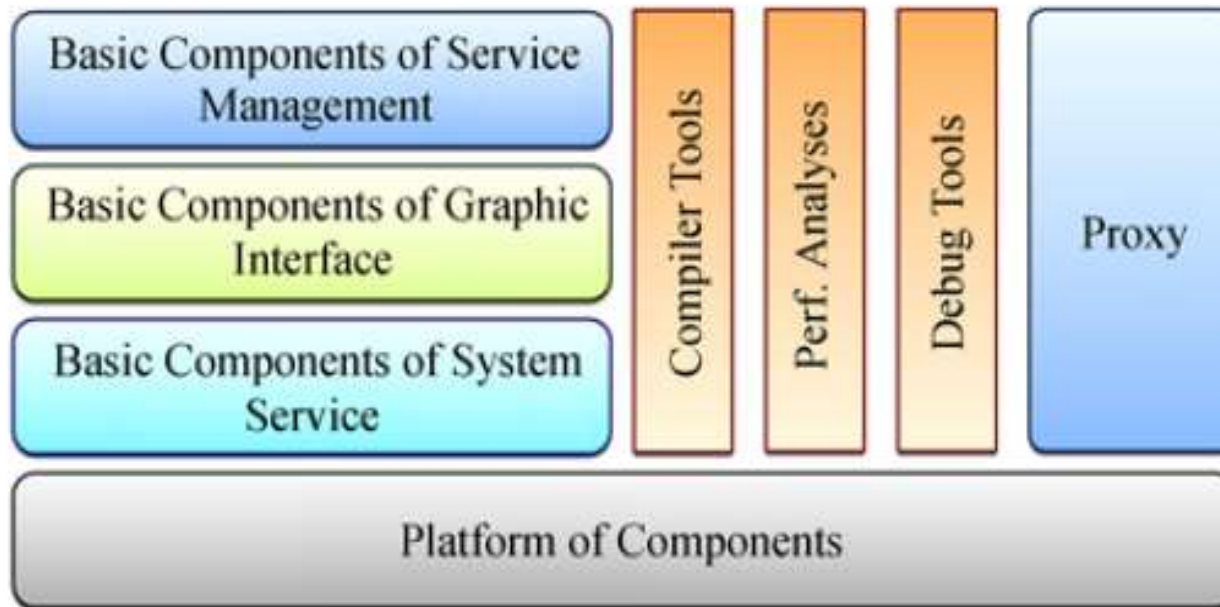 Basic Components of Service
Management
Basic Components of Graphic
Interface
Basic Components of System
Service
Compiler Tools
Perf. Analyses
Debug Tools
Proxy
Platform of Components